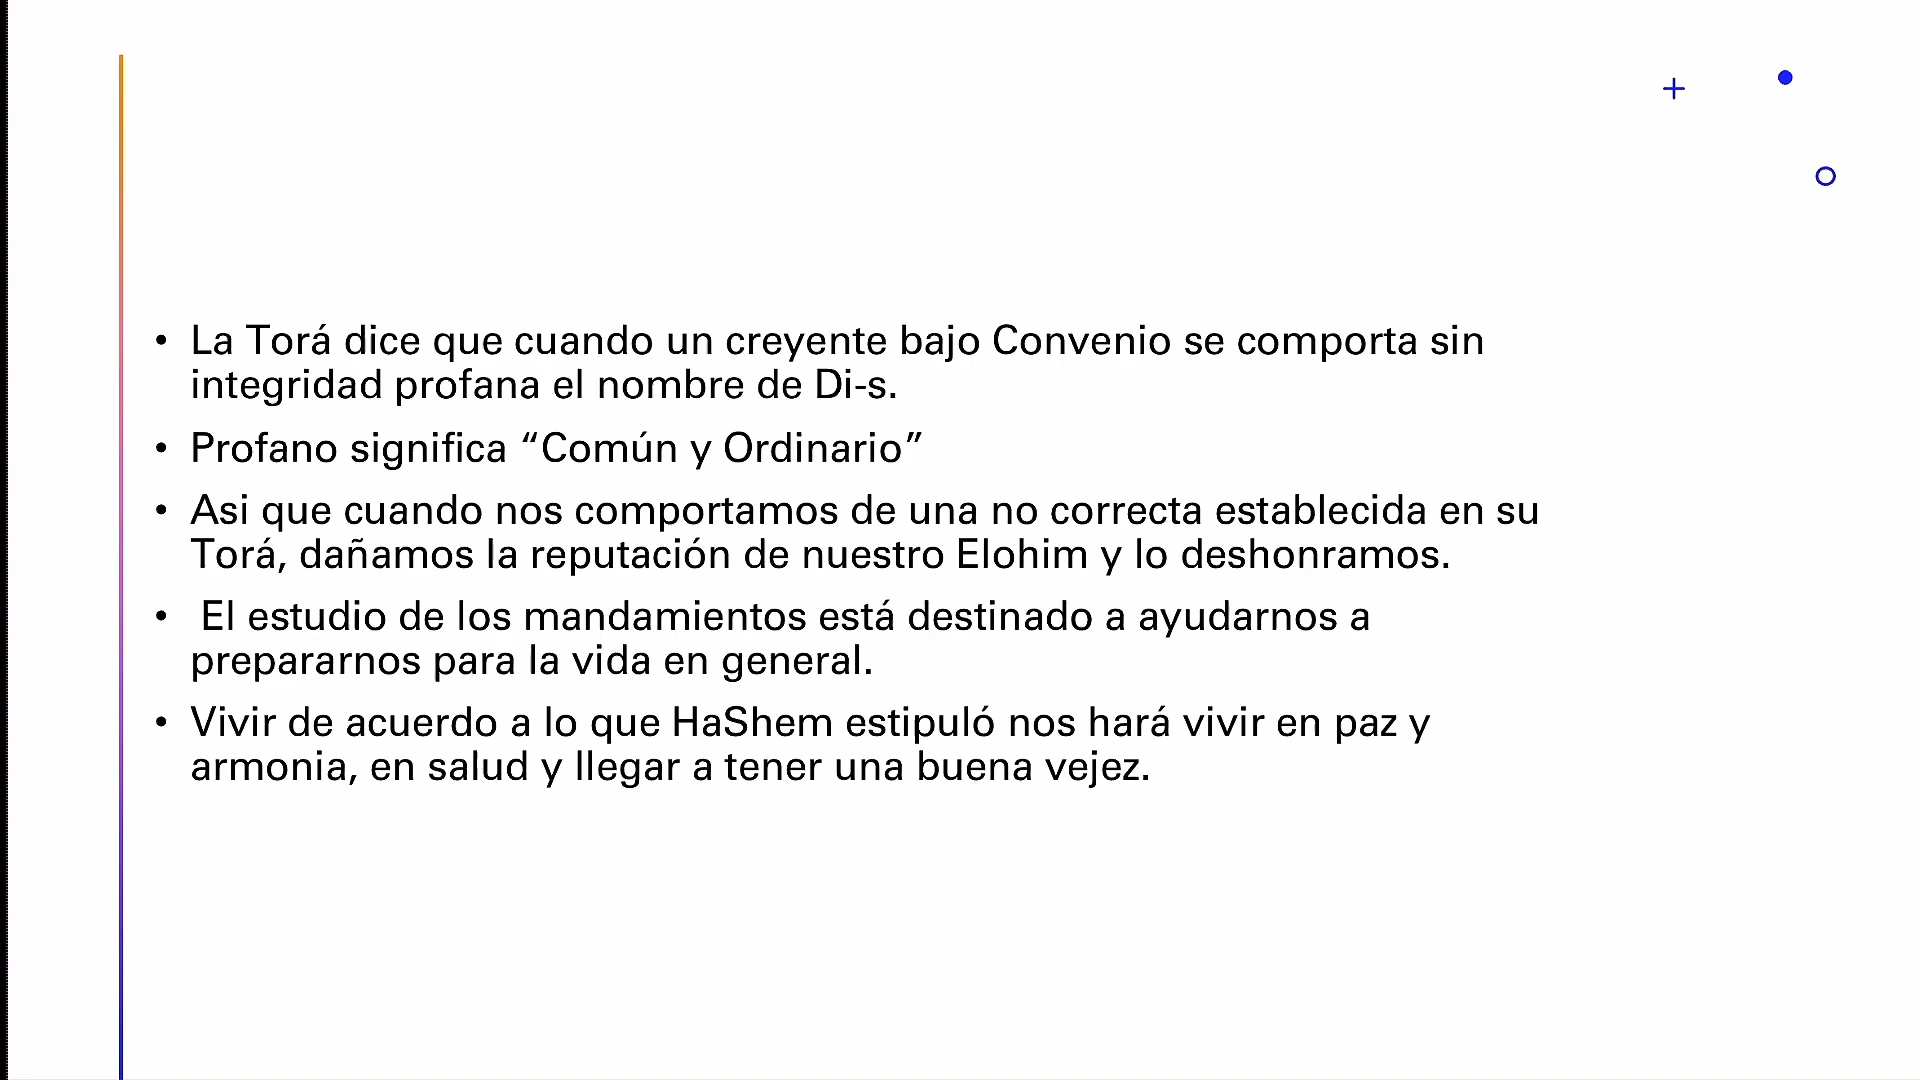 • La Torá dice que cuando un creyente bajo Convenio se comporta sin
integridad profana el nombre de Di-s.
• Profano significa “Común y Ordinario”
• Asi que cuando nos comportamos de una no correcta establecida en su
Torá, dañamos la reputación de nuestro Elohim y lo deshonramos.
• El estudio de los mandamientos está destinado a ayudarnos a
prepararnos para la vida en general.
• Vivir de acuerdo a lo que HaShem estipuló nos hará vivir en paz y
armonia, en salud y llegar a tener una buena vejez.